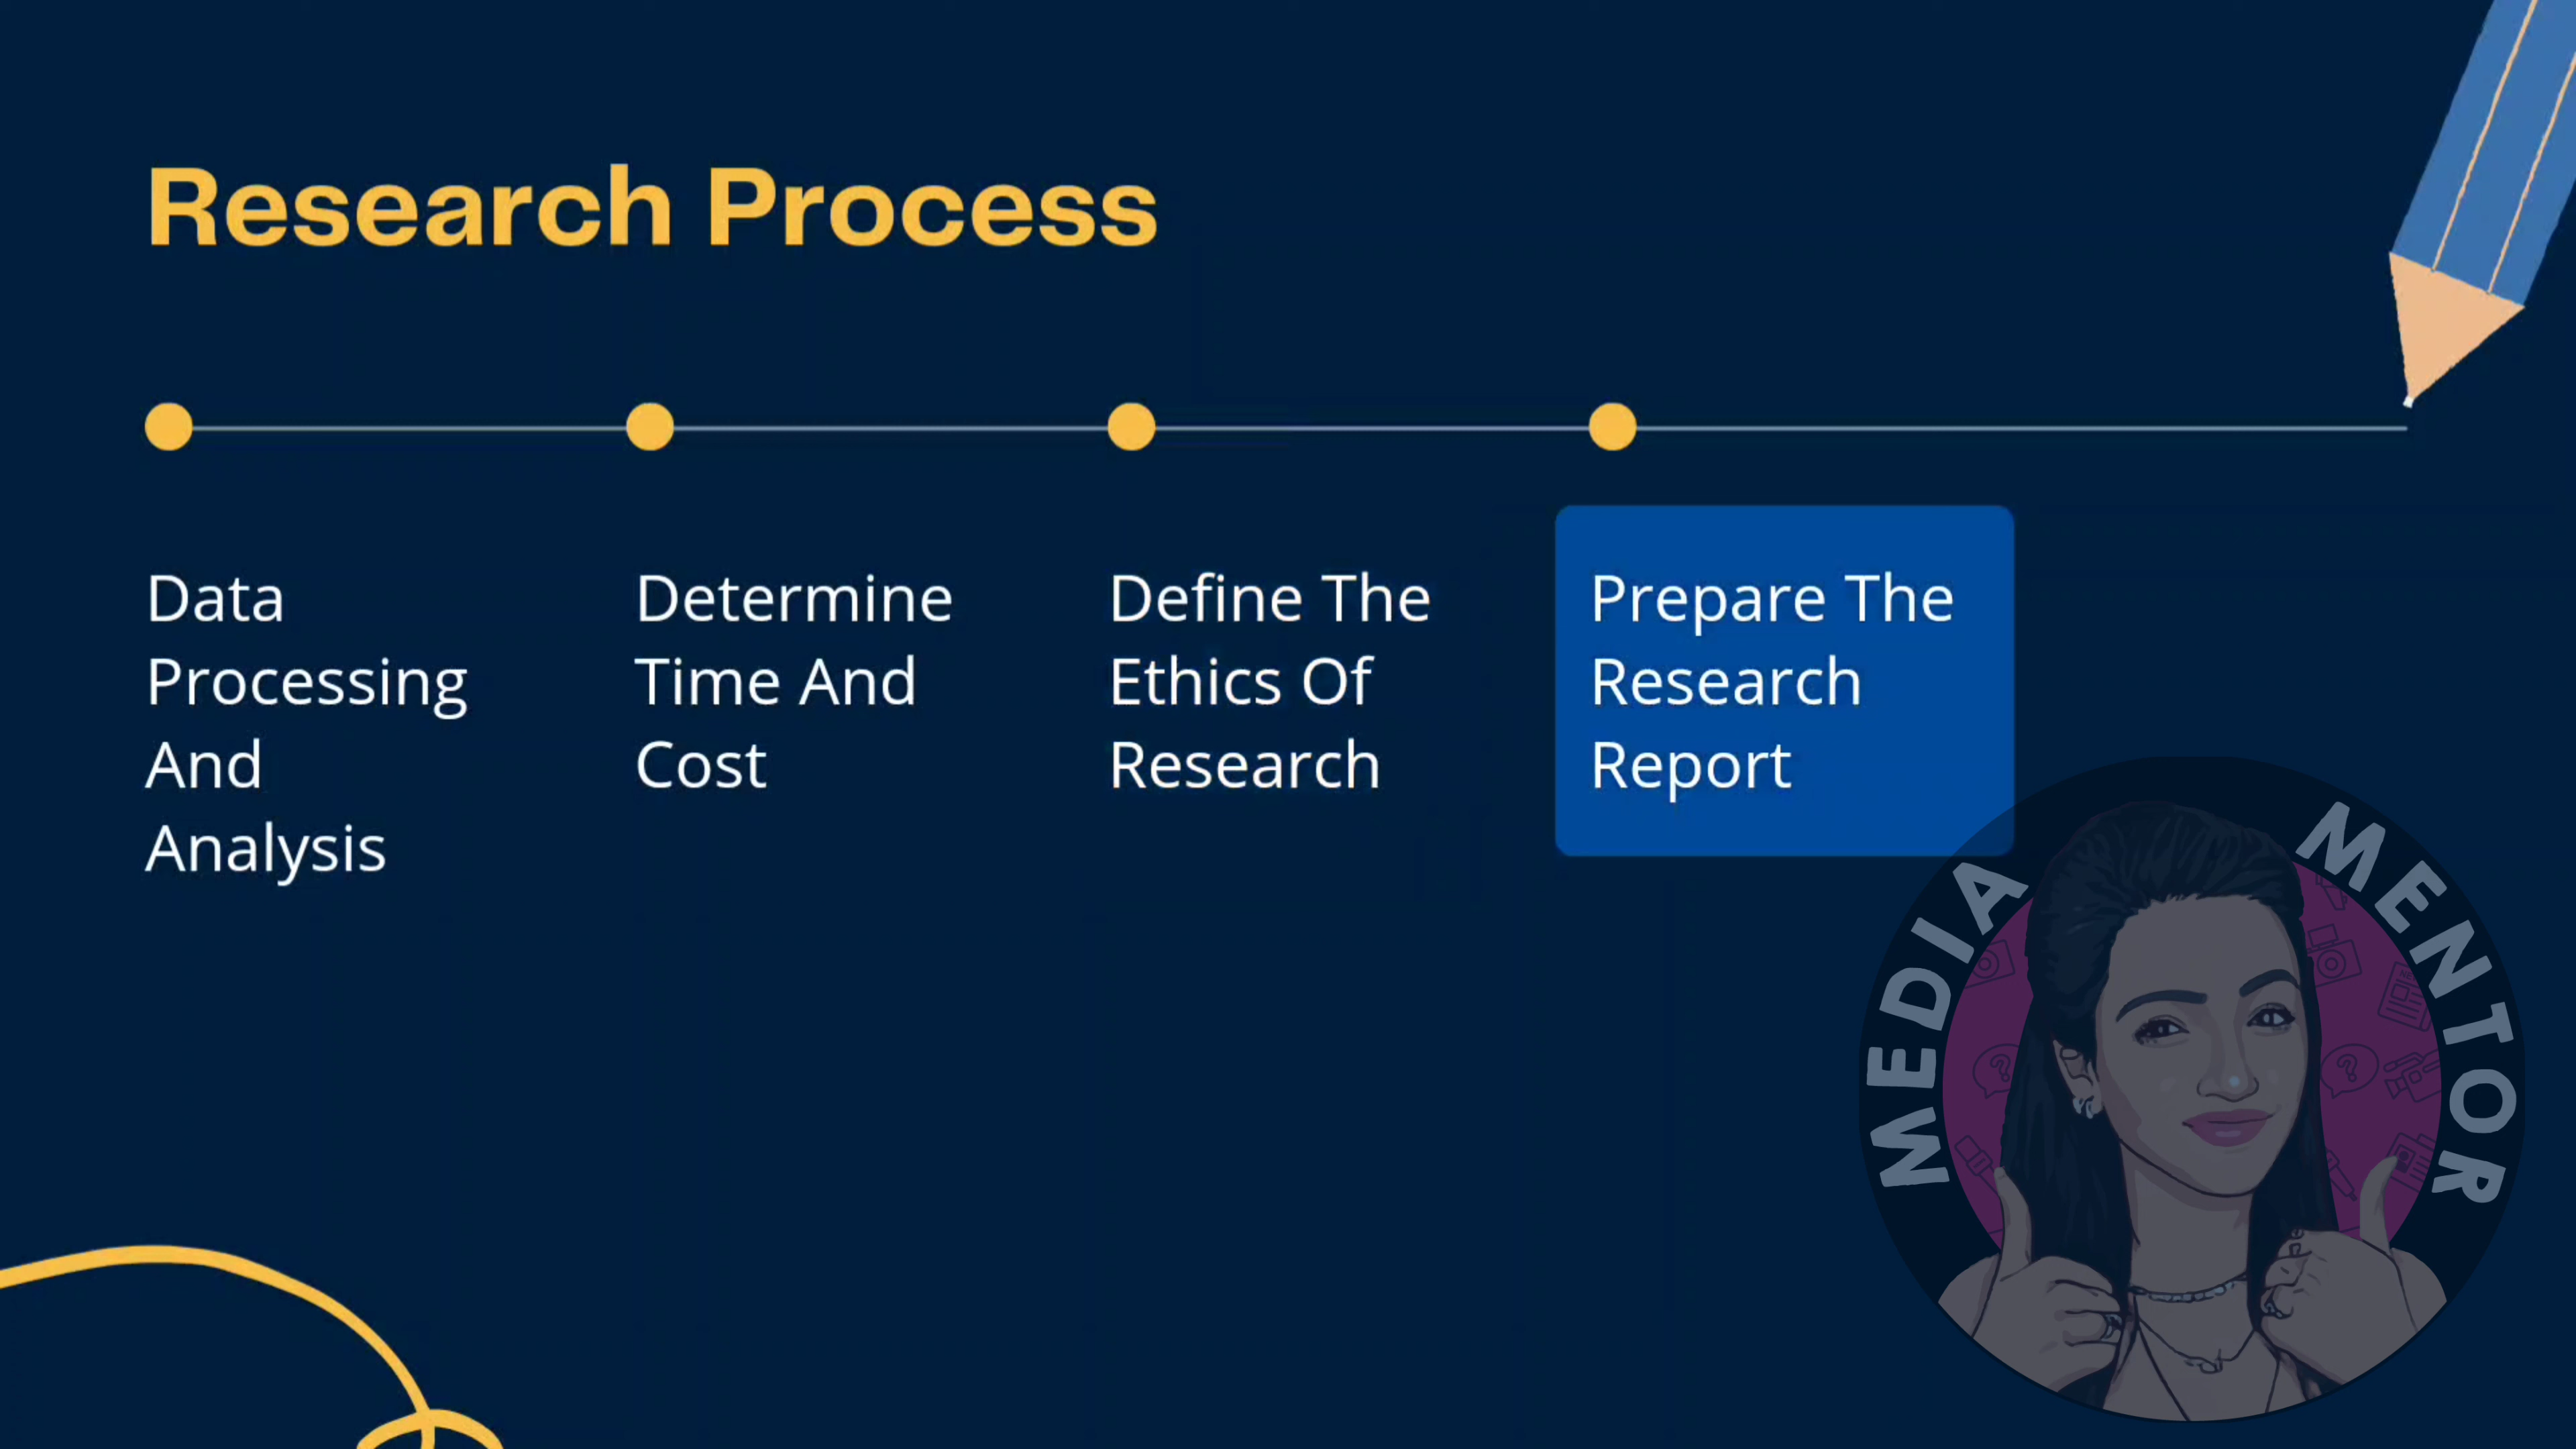 Research Process
Data
Processing
And
Analysis
Determine
Time And
Cost
Define The
Ethics Of
Research
Prepare The
Research
Report
MEDIA MENTOR